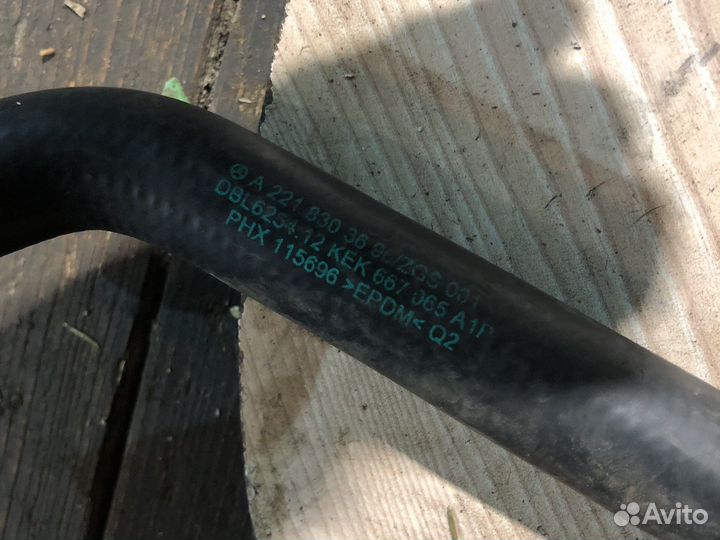 A 221 830 36 96/ZGS 001
DBL6254.12 KEK 667 065 A1P
PHX 115696 >EPDM< Q2
Avito